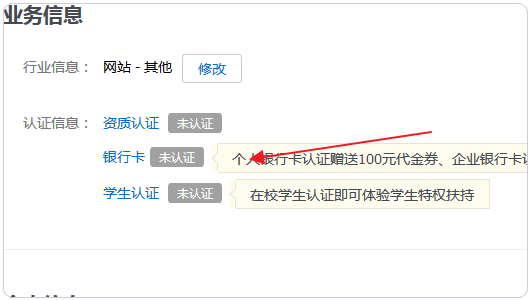 业务信息
行业信息： 网站 - 其他 修改
认证信息： 资质认证 未认证
银行卡 未认证 个人银行卡认证赠送100元代金券、企业银行卡
学生认证 未认证 在校学生认证即可体验学生特权扶持